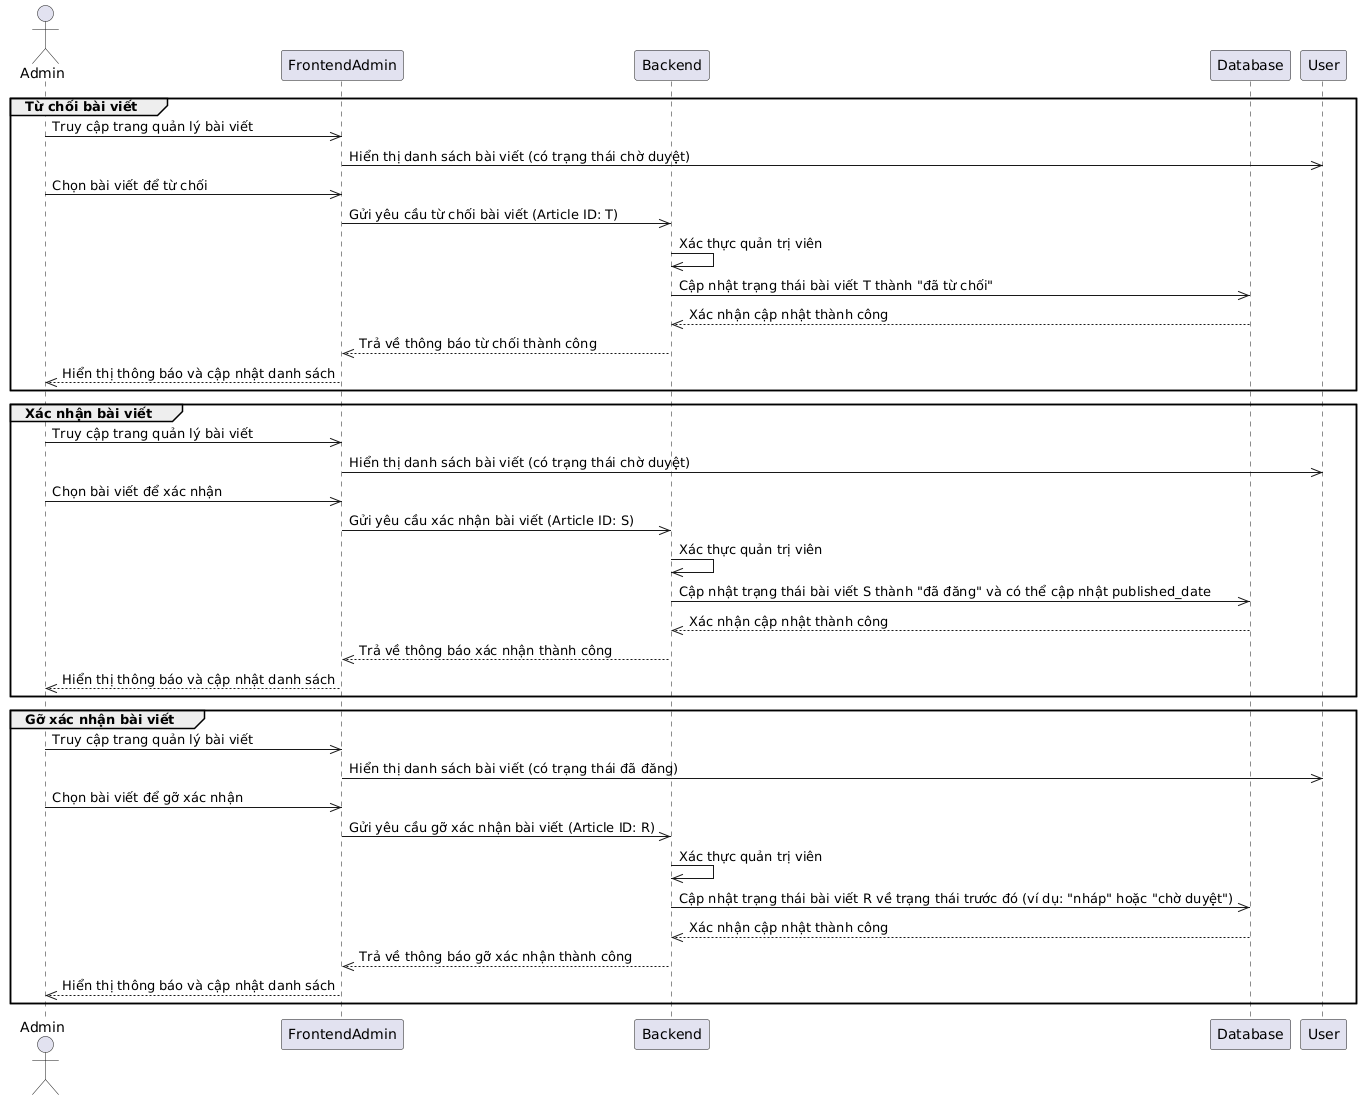 Admin
FrontendAdmin
Backend
Database
User
Từ chối bài viết
Truy cập trang quản lý bài viết
Hiển thị danh sách bài viết (có trạng thái chờ duyệt)
Chọn bài viết để từ chối
Gửi yêu cầu từ chối bài viết (Article ID: T)
Xác thực quản trị viên
Cập nhật trạng thái bài viết T thành "đã từ chối"
Xác nhận cập nhật thành công
Trả về thông báo từ chối thành công
Hiển thị thông báo và cập nhật danh sách
Xác nhận bài viết
Truy cập trang quản lý bài viết
Hiển thị danh sách bài viết (có trạng thái chờ duyệt)
Chọn bài viết để xác nhận
Gửi yêu cầu xác nhận bài viết (Article ID: S)
Xác thực quản trị viên
Cập nhật trạng thái bài viết S thành "đã đăng" và có thể cập nhật published_date
Xác nhận cập nhật thành công
Trả về thông báo xác nhận thành công
Hiển thị thông báo và cập nhật danh sách
Gỡ xác nhận bài viết
Truy cập trang quản lý bài viết
Hiển thị danh sách bài viết (có trạng thái đã đăng)
Chọn bài viết để gỡ xác nhận
Gửi yêu cầu gỡ xác nhận bài viết (Article ID: R)
Xác thực quản trị viên
Cập nhật trạng thái bài viết R về trạng thái trước đó (ví dụ: "nháp" hoặc "chờ duyệt")
Xác nhận cập nhật thành công
Trả về thông báo gỡ xác nhận thành công
Hiển thị thông báo và cập nhật danh sách
Admin
FrontendAdmin
Backend
Database
User